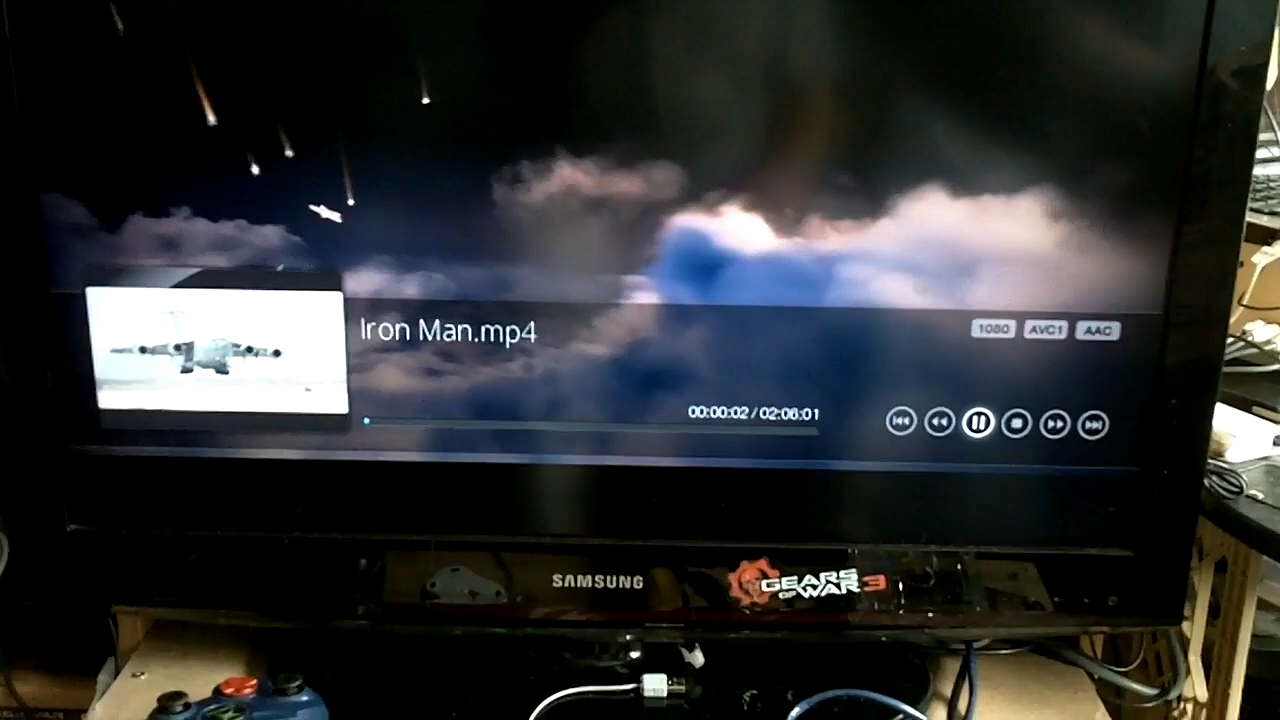 Iron Man.mp4
1080 AVC1 AAC
00:00:02 / 02:06:01
SAMSUNG
GEARS
OF WAR 3